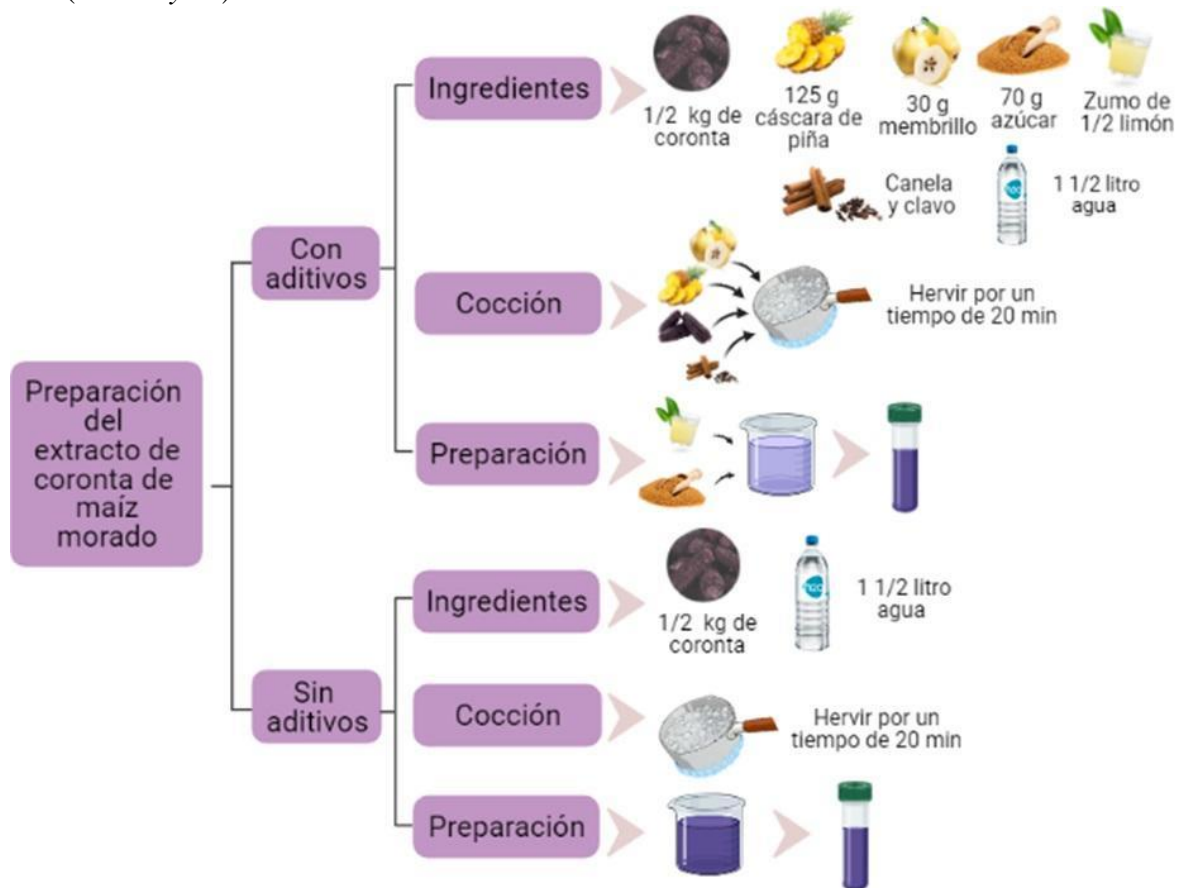 Preparación
del
extracto de
coronta de
maíz
morado
Con
aditivos
Ingredientes
1/2 kg de
coronta
125 g
cáscara de
piña
30 g
membrillo
70 g
azúcar
Zumo de
1/2 limón
Canela
y clavo
1 1/2 litro
agua
Cocción
Hervir por un
tiempo de 20 min
Preparación
Sin
aditivos
Ingredientes
1/2 kg de
coronta
1 1/2 litro
agua
Cocción
Hervir por un
tiempo de 20 min
Preparación